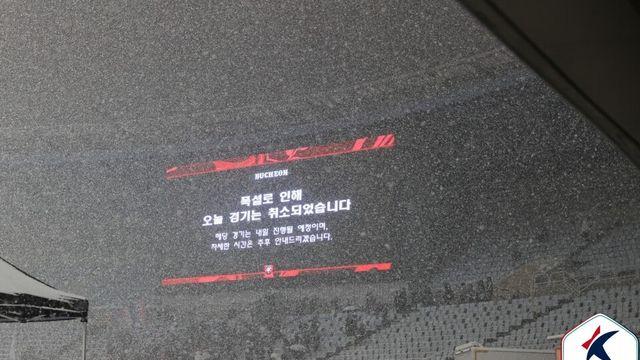 BUCHEON
폭설로 인해
오늘 경기는 취소되었습니다
해당 경기는 내일 진행될 예정이며,
자세한 시간은 추후 안내드리겠습니다.